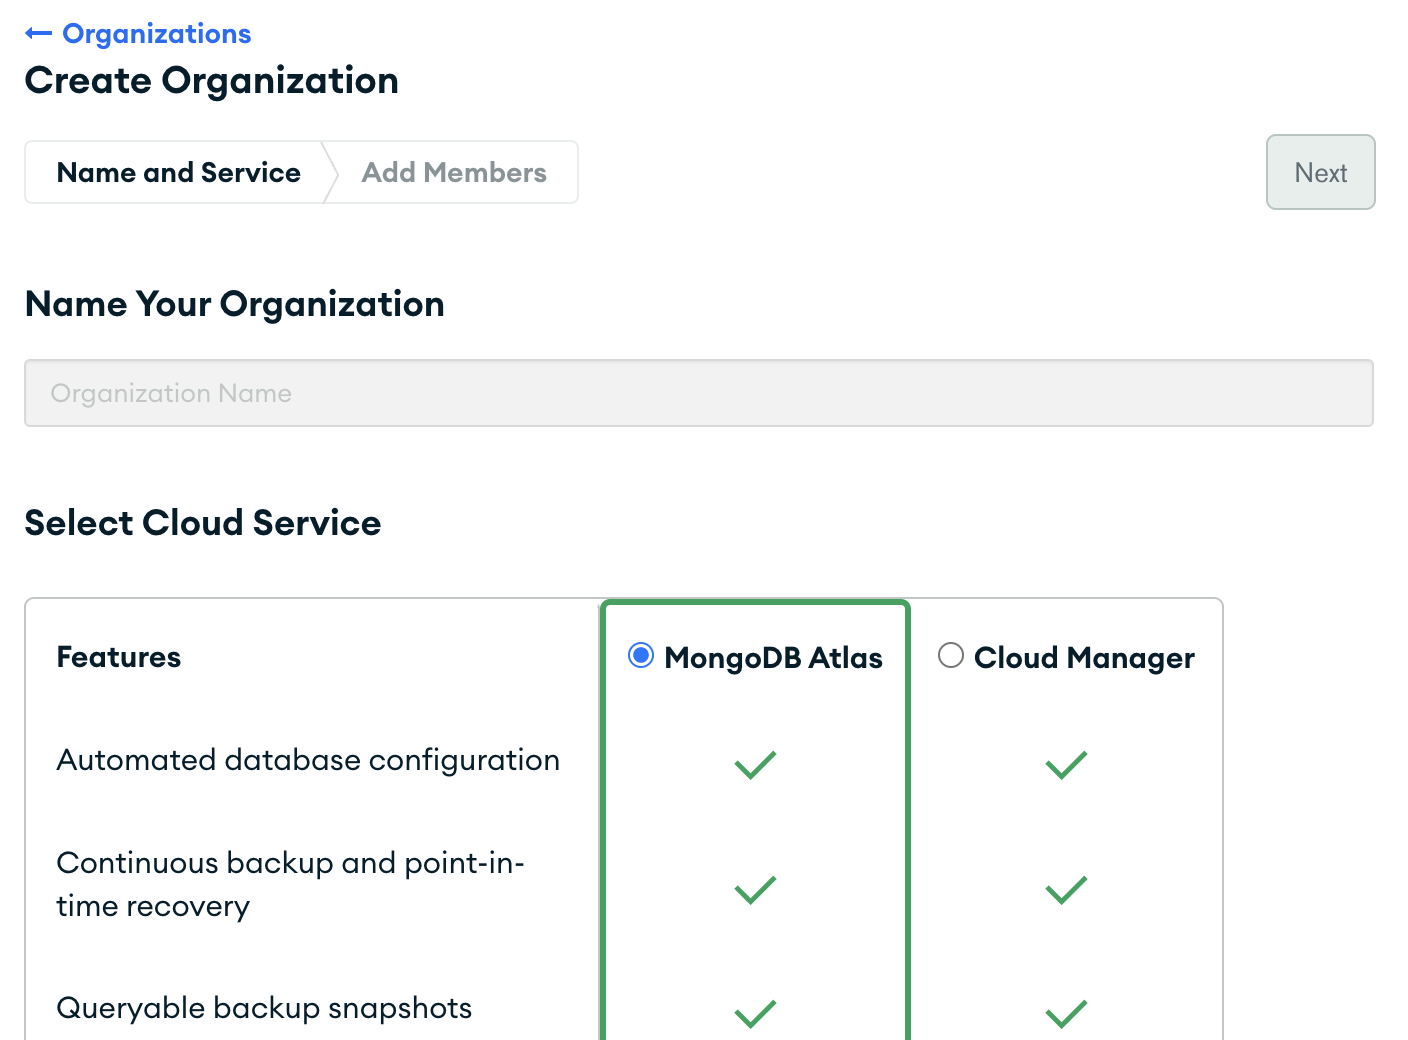 Organizations
Create Organization
Name and Service
Add Members
Next
Name Your Organization
Organization Name
Select Cloud Service
Features
MongoDB Atlas
Cloud Manager
Automated database configuration
Continuous backup and point-in-
time recovery
Queryable backup snapshots